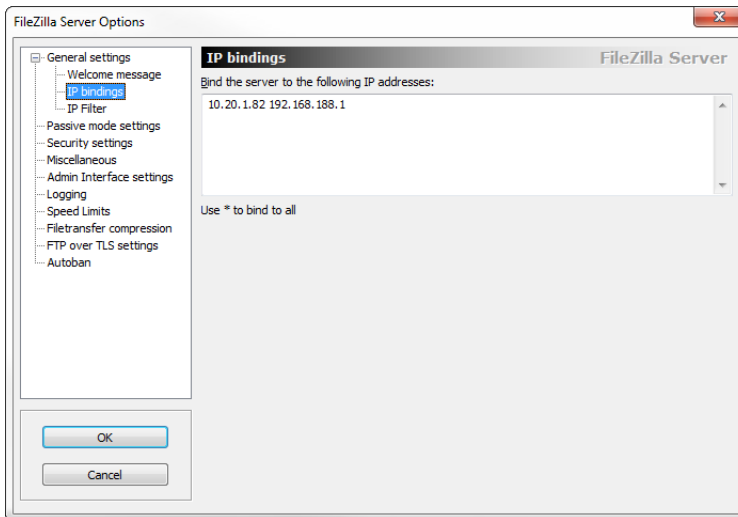 FileZilla Server Options
General settings
Welcome message
IP bindings
IP Filter
Passive mode settings
Security settings
Miscellaneous
Admin Interface settings
Logging
Speed Limits
Filetransfer compression
FTP over TLS settings
Autoban
OK
Cancel
IP bindings
FileZilla Server
Bind the server to the following IP addresses:
10.20.1.82 192.168.188.1
Use * to bind to all